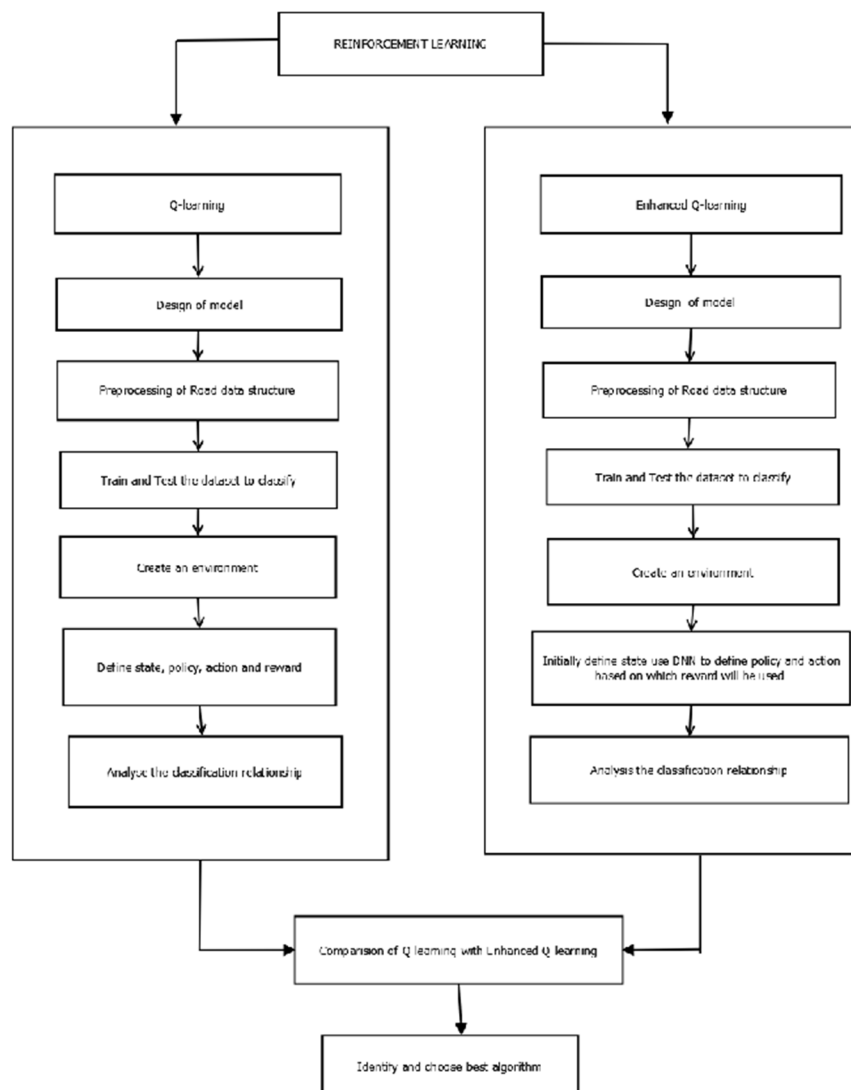 REINFORCEMENT LEARNING
Q-learning
Design of model
Preprocessing of Road data structure
Train and Test the dataset to classify
Create an environment
Define state, policy, action and reward
Analyse the classification relationship
Enhanced Q-learning
Design of model
Preprocessing of Road data structure
Train and Test the dataset to classify
Create an environment
Initially define state use DNN to define policy and action
based on which reward will be used
Analysis the classification relationship
Comparision of Q learning with Enhanced Q learning
Identity and choose best algorithm